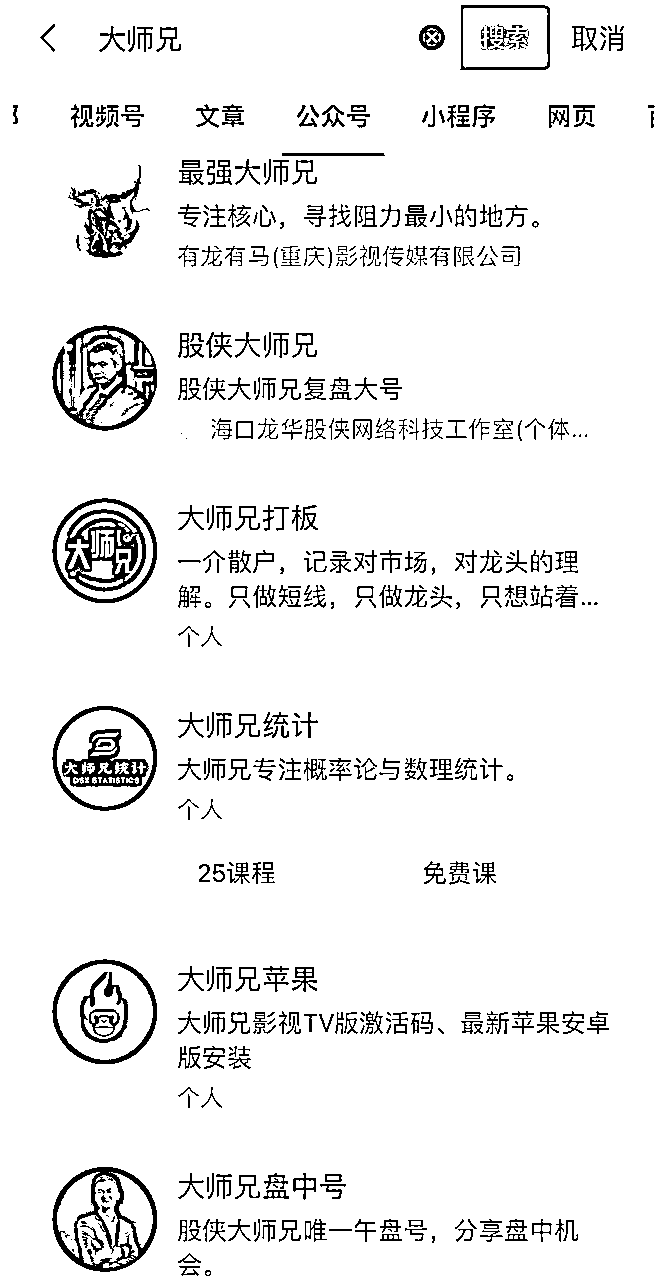 大师兄
搜索
取消
视频号 文章 公众号 小程序 网页
最强大师兄
专注核心，寻找阻力最小的地方。
有龙有马(重庆)影视传媒有限公司
股侠大师兄
股侠大师兄复盘大号
海口龙华股侠网络科技工作室(个体...
大师兄打板
一介散户，记录对市场，对龙头的理
解。只做短线，只做龙头，只想站着...
个人
大师兄
大师兄统计
大师兄专注概率论与数理统计。
个人
大师兄统计
DSX STATISTICS
25课程 免费课
大师兄苹果
大师兄影视TV版激活码、最新苹果安卓
版安装
个人
大师兄盘中号
股侠大师兄唯一午盘号，分享盘中机
会。